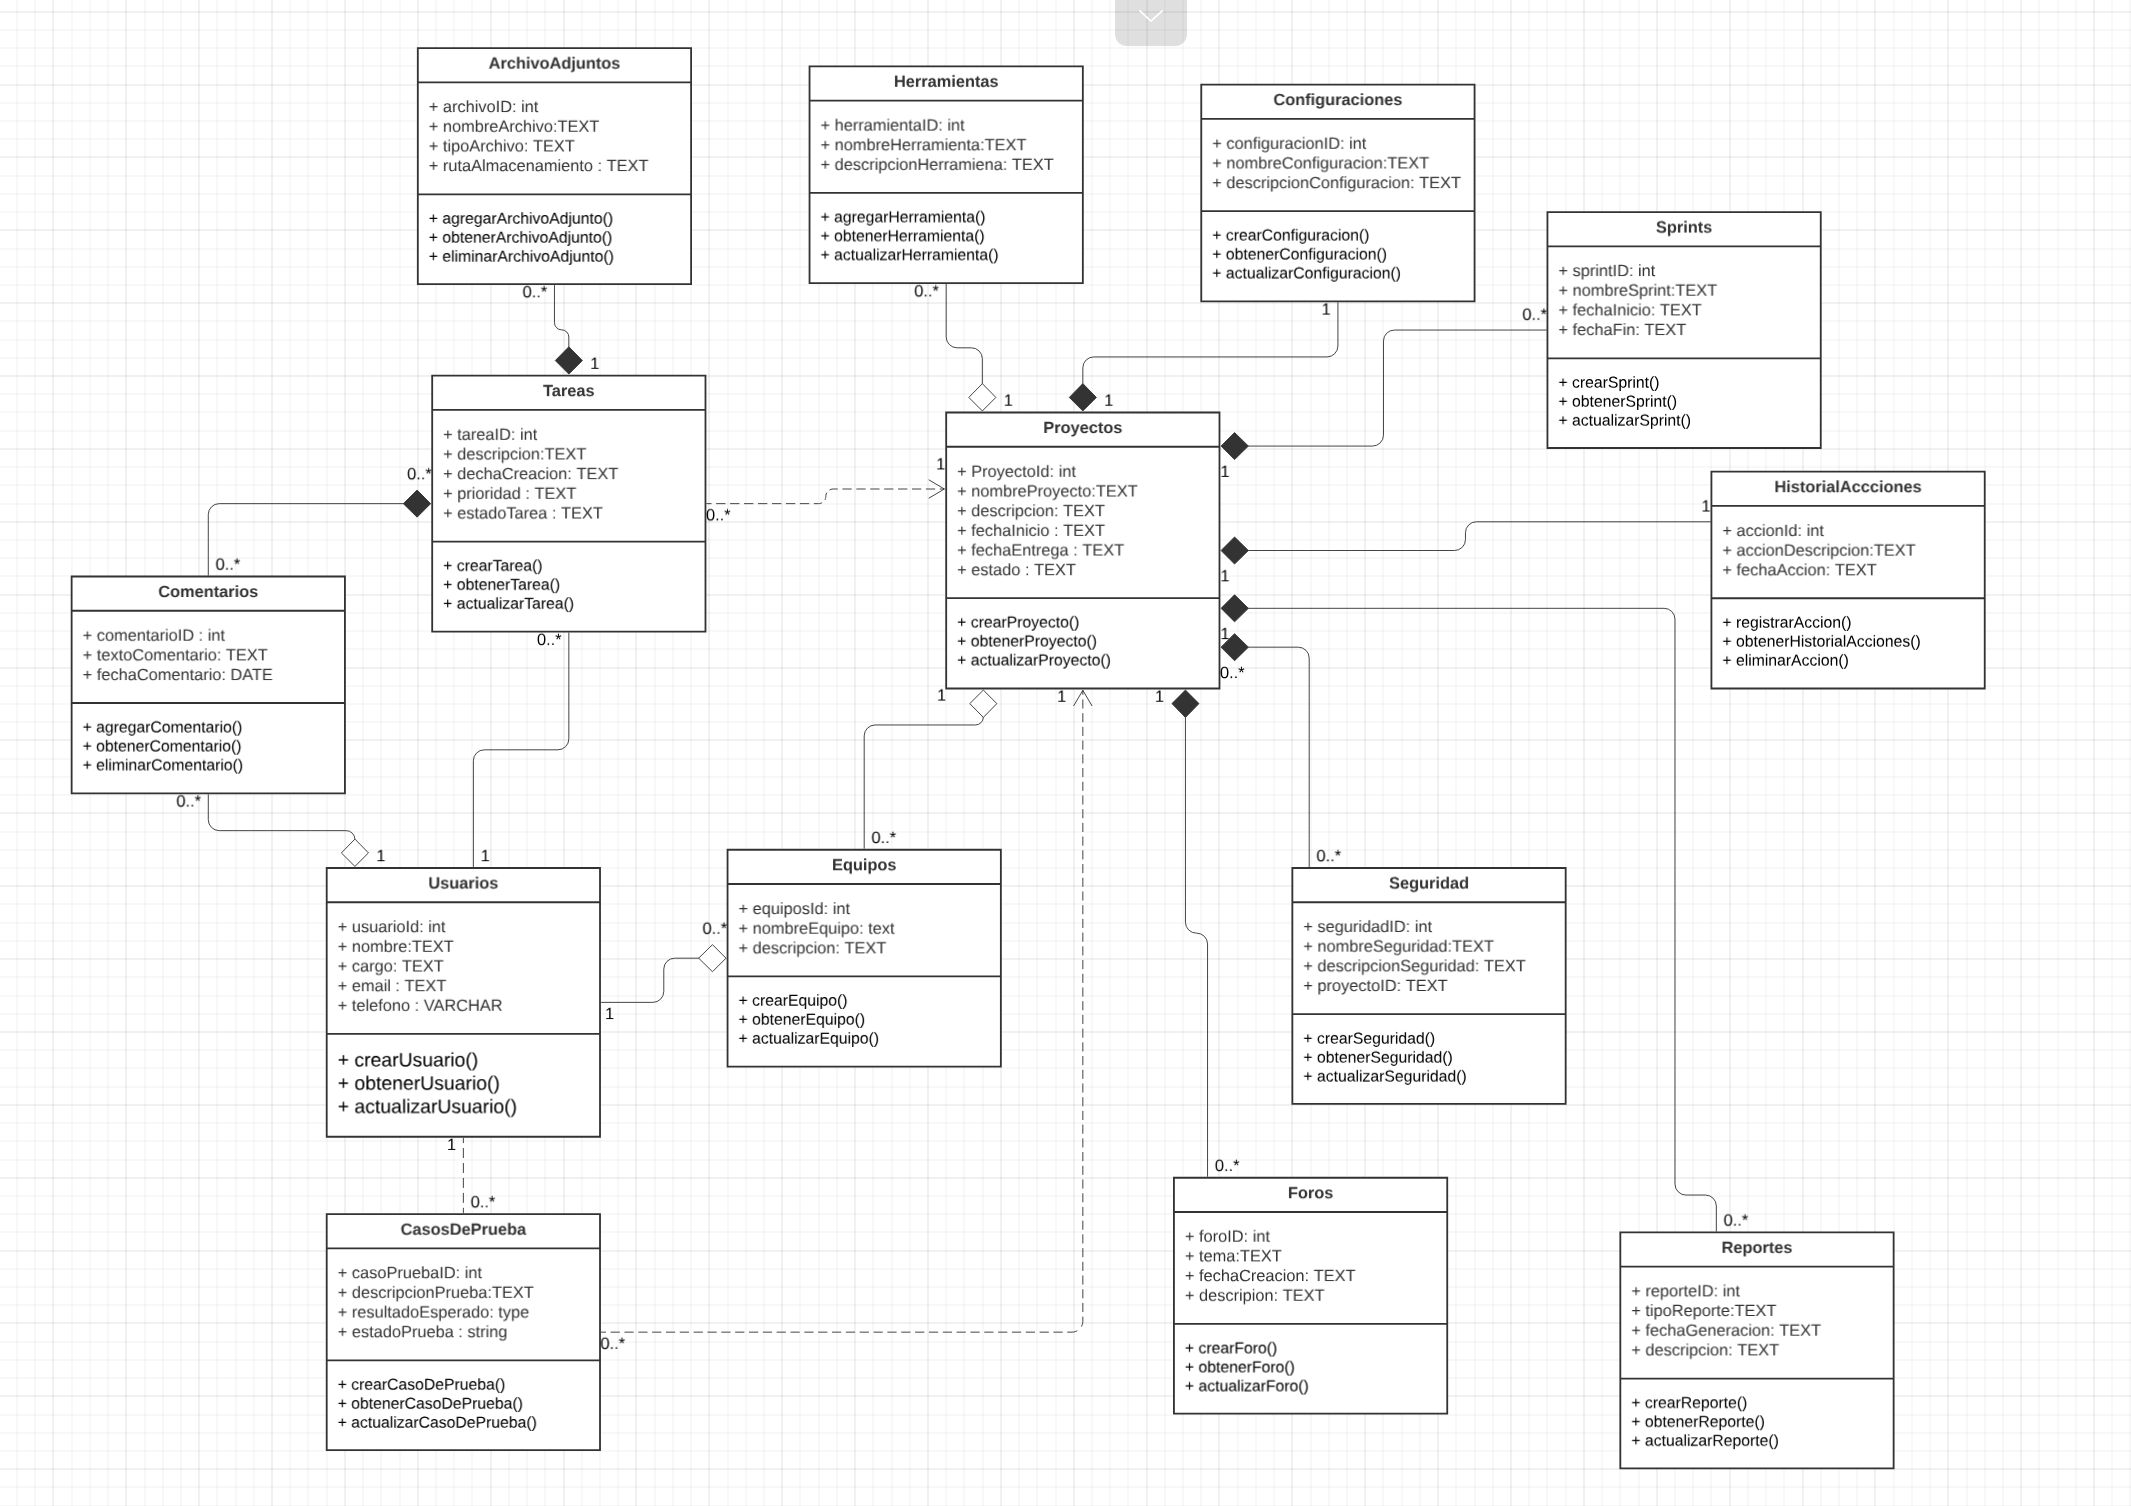 ArchivoAdjuntos
+ archivoID: int
+ nombreArchivo:TEXT
+ tipoArchivo: TEXT
+ rutaAlmacenamiento : TEXT
+ agregarArchivoAdjunto()
+ obtenerArchivoAdjunto()
+ eliminarArchivoAdjunto()
0..*
1
Herramientas
+ herramientaID: int
+ nombreHerramienta:TEXT
+ descripcionHerramiena: TEXT
+ agregarHerramienta()
+ obtenerHerramienta()
+ actualizarHerramienta()
0..*
1
Configuraciones
+ configuracionID: int
+ nombreConfiguracion:TEXT
+ descripcionConfiguracion: TEXT
+ crearConfiguracion()
+ obtenerConfiguracion()
+ actualizarConfiguracion()
1
1
Sprints
+ sprintID: int
+ nombreSprint:TEXT
+ fechaInicio: TEXT
+ fechaFin: TEXT
+ crearSprint()
+ obtenerSprint()
+ actualizarSprint()
0..*
1
Tareas
+ tareaID: int
+ descripcion:TEXT
+ dechaCreacion: TEXT
+ prioridad : TEXT
+ estadoTarea : TEXT
+ crearTarea()
+ obtenerTarea()
+ actualizarTarea()
0..*
0..*
0..*
1
Proyectos
+ ProyectoId: int
+ nombreProyecto:TEXT
+ descripcion: TEXT
+ fechaInicio : TEXT
+ fechaEntrega : TEXT
+ estado : TEXT
+ crearProyecto()
+ obtenerProyecto()
+ actualizarProyecto()
1
1
0..*
1
1
1
HistorialAccciones
+ accionId: int
+ accionDescripcion:TEXT
+ fechaAccion: TEXT
+ registrarAccion()
+ obtenerHistorialAcciones()
+ eliminarAccion()
1
Comentarios
+ comentarioID : int
+ textoComentario: TEXT
+ fechaComentario: DATE
+ agregarComentario()
+ obtenerComentario()
+ eliminarComentario()
0..*
0..*
1
1
Usuarios
+ usuarioId: int
+ nombre:TEXT
+ cargo: TEXT
+ email : TEXT
+ telefono : VARCHAR
+ crearUsuario()
+ obtenerUsuario()
+ actualizarUsuario()
1
1
0..*
0..*
Equipos
+ equiposId: int
+ nombreEquipo: text
+ descripcion: TEXT
+ crearEquipo()
+ obtenerEquipo()
+ actualizarEquipo()
0..*
Seguridad
+ seguridadID: int
+ nombreSeguridad:TEXT
+ descripcionSeguridad: TEXT
+ proyectoID: TEXT
+ crearSeguridad()
+ obtenerSeguridad()
+ actualizarSeguridad()
0..*
CasosDePrueba
+ casoPruebaID: int
+ descripcionPrueba:TEXT
+ resultadoEsperado: type
+ estadoPrueba : string
+ crearCasoDePrueba()
+ obtenerCasoDePrueba()
+ actualizarCasoDePrueba()
0..*
0..*
Foros
+ foroID: int
+ tema:TEXT
+ fechaCreacion: TEXT
+ descripion: TEXT
+ crearForo()
+ obtenerForo()
+ actualizarForo()
0..*
Reportes
+ reporteID: int
+ tipoReporte:TEXT
+ fechaGeneracion: TEXT
+ descripcion: TEXT
+ crearReporte()
+ obtenerReporte()
+ actualizarReporte()